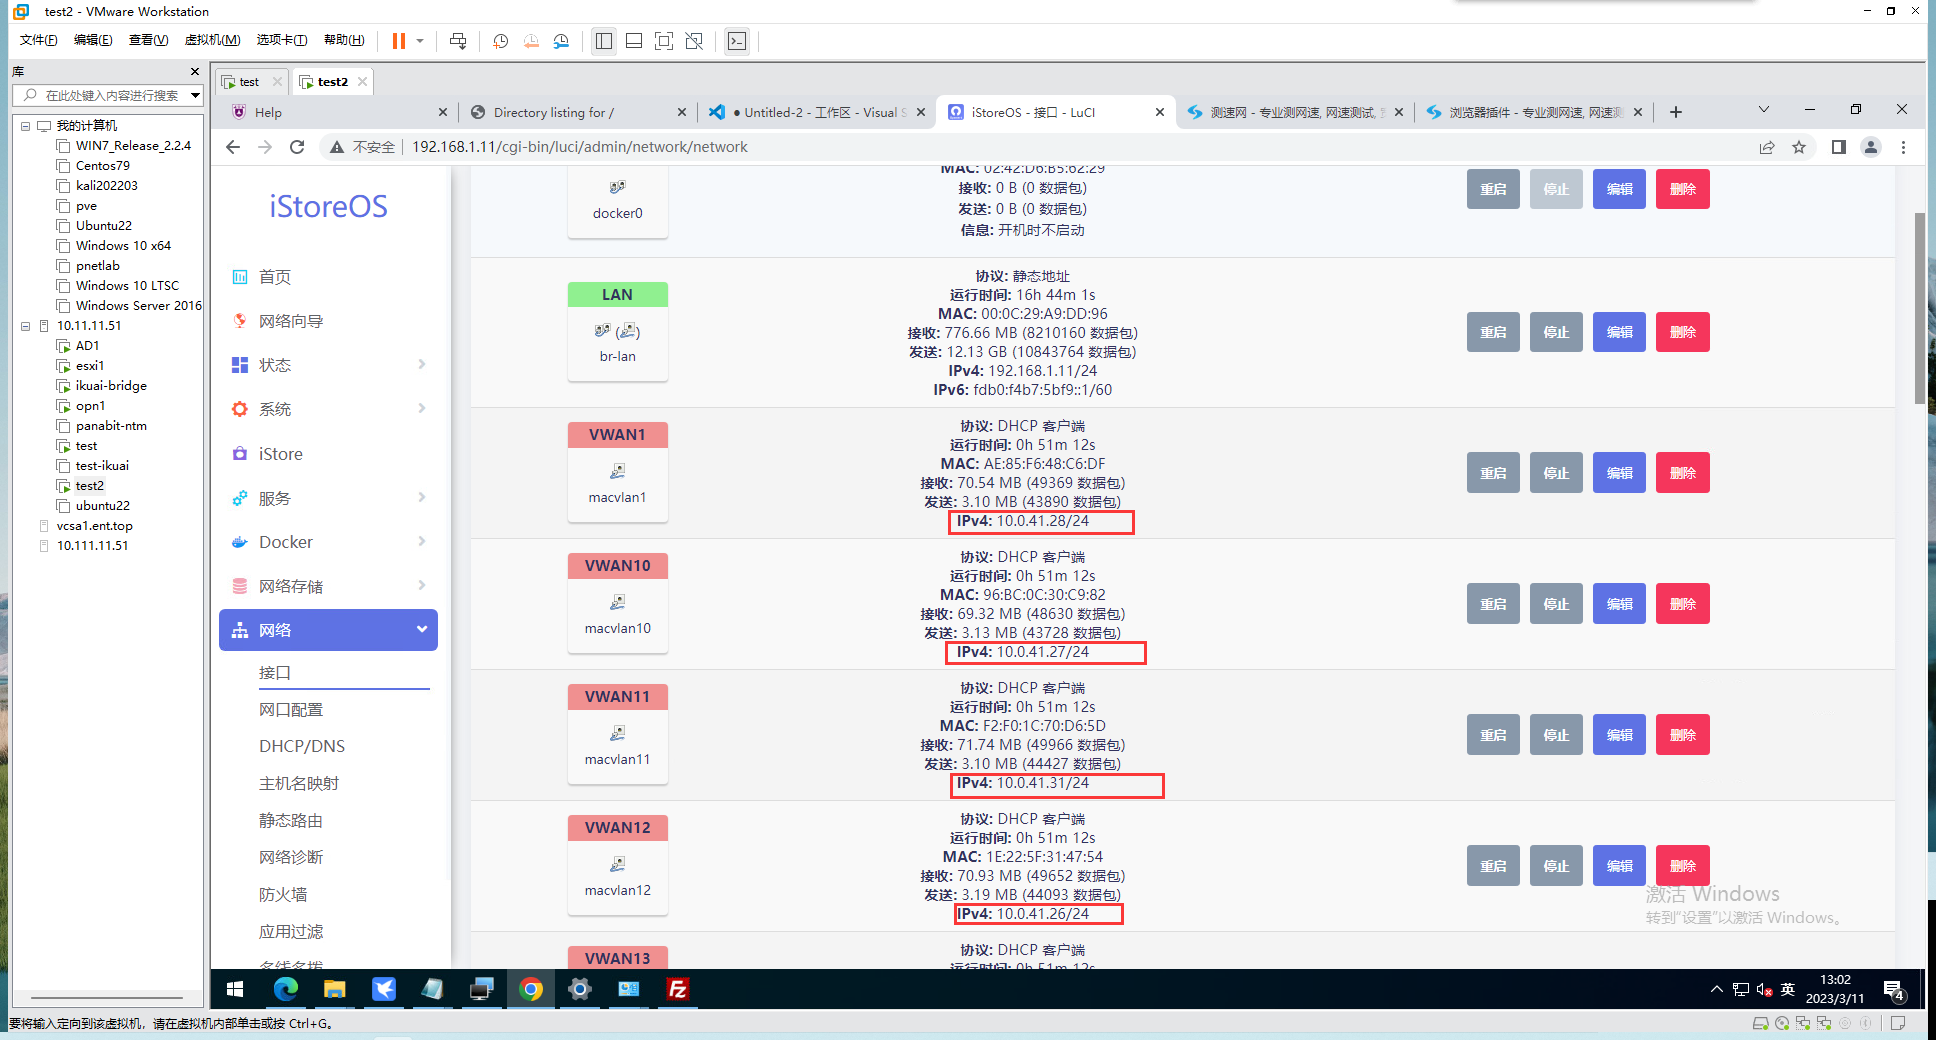 test2 - VMware Workstation
文件(F) 编辑(E) 查看(V) 虚拟机(M) 选项卡(T) 帮助(H)
库
在此处键入内容进行搜索
我的计算机
WIN7_Release_2.2.4
Centos79
kali202203
pve
Ubuntu22
Windows 10 x64
pnetlab
Windows 10 LTSC
Windows Server 2016
10.11.11.51
AD1
esxi1
ikuai-bridge
opn1
panabit-ntm
test
test-ikuai
test2
ubuntu22
vcsa1.ent.top
10.111.11.51
test
test2
Help
Directory listing for /
● Untitled-2 - 工作区 - Visual S
iStoreOS - 接口 - LuCI
测速网 - 专业测网速, 网速测试,
浏览器插件 - 专业测网速, 网速测
不安全
192.168.1.11/cgi-bin/luci/admin/network/network
iStoreOS
首页
网络向导
状态
系统
iStore
服务
Docker
网络存储
网络
接口
网口配置
DHCP/DNS
主机名映射
静态路由
网络诊断
防火墙
应用过滤
多线多拨
docker0
MAC: 02:42:D6:B5:62:29
接收: 0 B (0 数据包)
发送: 0 B (0 数据包)
信息: 开机时不启动
重启 停止 编辑 删除
LAN
br-lan
协议: 静态地址
运行时间: 16h 44m 1s
MAC: 00:0C:29:A9:DD:96
接收: 776.66 MB (8210160 数据包)
发送: 12.13 GB (10843764 数据包)
IPv4: 192.168.1.11/24
IPv6: fdb0:f4b7:5bf9::1/60
重启 停止 编辑 删除
VWAN1
macvlan1
协议: DHCP 客户端
运行时间: 0h 51m 12s
MAC: AE:85:F6:48:C6:DF
接收: 70.54 MB (49369 数据包)
发送: 3.10 MB (43890 数据包)
IPv4: 10.0.41.28/24
重启 停止 编辑 删除
VWAN10
macvlan10
协议: DHCP 客户端
运行时间: 0h 51m 12s
MAC: 96:BC:0C:30:C9:82
接收: 69.32 MB (48630 数据包)
发送: 3.13 MB (43728 数据包)
IPv4: 10.0.41.27/24
重启 停止 编辑 删除
VWAN11
macvlan11
协议: DHCP 客户端
运行时间: 0h 51m 12s
MAC: F2:F0:1C:70:D6:5D
接收: 71.74 MB (49966 数据包)
发送: 3.10 MB (44427 数据包)
IPv4: 10.0.41.31/24
重启 停止 编辑 删除
VWAN12
macvlan12
协议: DHCP 客户端
运行时间: 0h 51m 12s
MAC: 1E:22:5F:31:47:54
接收: 70.93 MB (49652 数据包)
发送: 3.19 MB (44093 数据包)
IPv4: 10.0.41.26/24
重启 停止 编辑 删除
VWAN13
协议: DHCP 客户端
运行时间: 0h 51m 12s
激活 Windows
转到"设置"以激活 Windows。
英
13:02
2023/3/11
4
要将输入定向到该虚拟机，请在虚拟机内部单击或按 Ctrl+G。